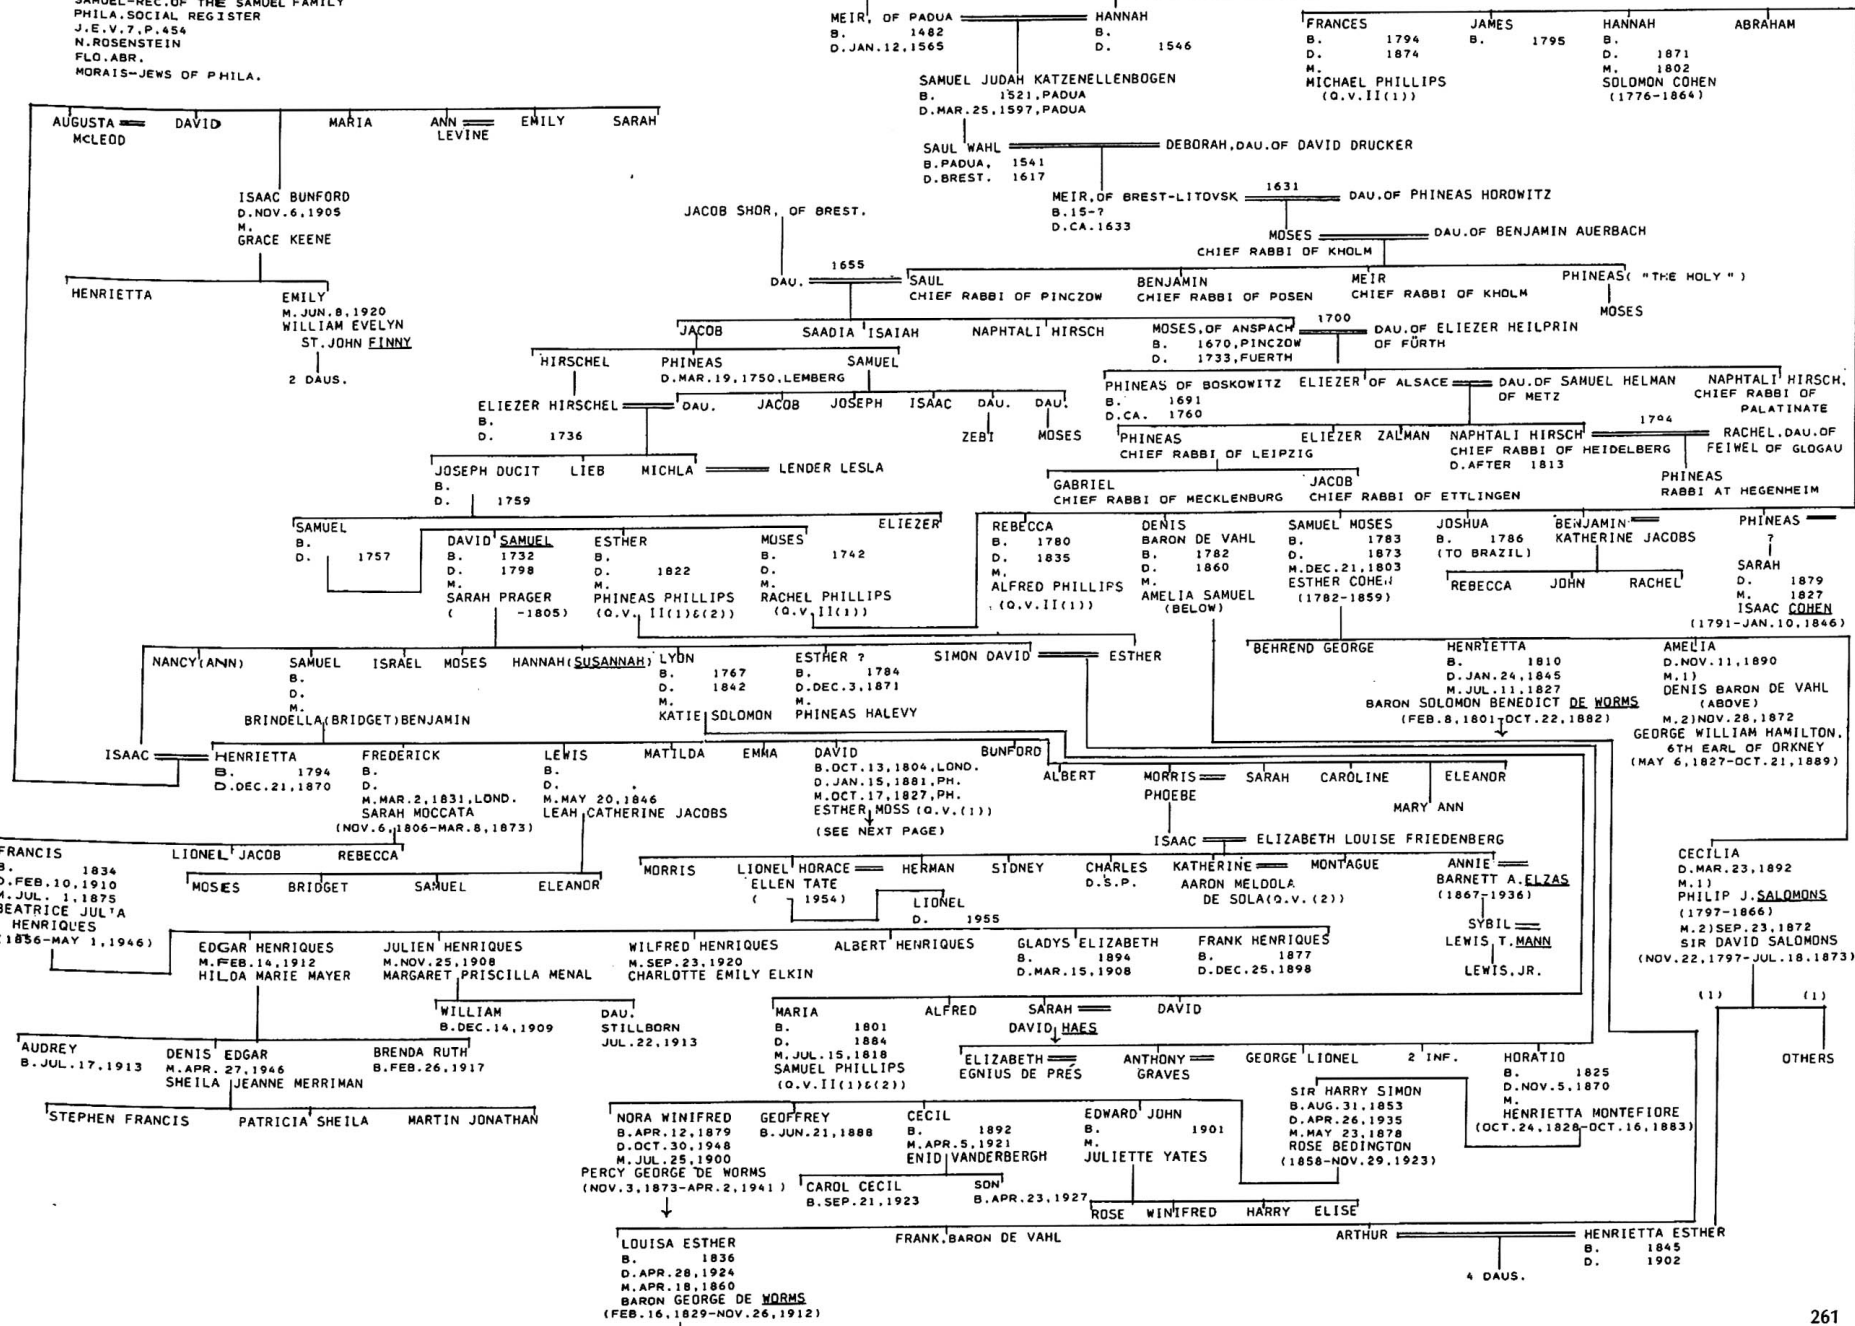 SAMUEL-REC.OF THE SAMUEL FAMILY
PHILA.SOCIAL REGISTER
J.E.V.7,P.454
N.ROSENSTEIN
FLO.ABR.
MORAIS-JEWS OF PHILA.
MEIR, OF PADUA
B. 1482
D.JAN.12,1565
HANNAH
B.
D. 1546
FRANCES
B. 1794
D. 1874
M.
MICHAEL PHILLIPS
(Q.V.II(1))
JAMES
B. 1795
HANNAH
B.
D. 1871
M. 1802
SOLOMON COHEN
(1776-1864)
ABRAHAM
SAMUEL JUDAH KATZENELLENBOGEN
B. 1521,PADUA
D.MAR.25,1597,PADUA
AUGUSTA
MCLEOD
DAVID
MARIA
ANN
LEVINE
EMILY
SARAH
SAUL WAHL
B.PADUA, 1541
D.BREST. 1617
DEBORAH,DAU.OF DAVID DRUCKER
ISAAC BUNFORD
D.NOV.6,1905
M.
GRACE KEENE
JACOB SHOR, OF BREST.
MEIR,OF BREST-LITOVSK
B.15-?
D.CA.1633
1631
DAU.OF PHINEAS HOROWITZ
MOSES
CHIEF RABBI OF KHOLM
DAU.OF BENJAMIN AUERBACH
HENRIETTA
EMILY
M.JUN.8,1920
WILLIAM EVELYN
ST.JOHN FINNY
2 DAUS.
DAU.
1655
SAUL
CHIEF RABBI OF PINCZOW
BENJAMIN
CHIEF RABBI OF POSEN
MEIR
CHIEF RABBI OF KHOLM
PHINEAS( "THE HOLY" )
MOSES
JACOB
SAADIA ISAIAH
NAPHTALI HIRSCH
MOSES,OF ANSPACH
B. 1670,PINCZOW
D. 1733,FUERTH
1700
DAU.OF ELIEZER HEILPRIN
OF FÜRTH
HIRSCHEL
PHINEAS
D.MAR.19,1750,LEMBERG
SAMUEL
PHINEAS OF BOSKOWITZ
B. 1691
D.CA. 1760
ELIEZER OF ALSACE
DAU.OF SAMUEL HELMAN
OF METZ
NAPHTALI HIRSCH,
CHIEF RABBI OF
PALATINATE
ELIEZER HIRSCHEL
B.
D. 1736
DAU.
JACOB
JOSEPH
ISAAC
DAU.
DAU.
ZEBI
MOSES
PHINEAS
CHIEF RABBI OF LEIPZIG
ELIEZER
ZALMAN
NAPHTALI HIRSCH
CHIEF RABBI OF HEIDELBERG
D.AFTER 1813
RACHEL,DAU.OF
FEIWEL OF GLOGAU
PHINEAS
RABBI AT HEGENHEIM
JOSEPH DUCIT
B.
D. 1759
LIEB
MICHLA
LENDER LESLA
GABRIEL
CHIEF RABBI OF MECKLENBURG
JACOB
CHIEF RABBI OF ETTLINGEN
SAMUEL
B.
D. 1757
ELIEZER
DAVID SAMUEL
B. 1732
D. 1798
M.
SARAH PRAGER
( -1805)
ESTHER
B.
D. 1822
M.
PHINEAS PHILLIPS
(Q.V. II(1)&(2))
MOSES
B. 1742
D.
M.
RACHEL PHILLIPS
(Q.V.II(1))
REBECCA
B. 1780
D. 1835
M.
ALFRED PHILLIPS
(Q.V.II(1))
DENIS
BARON DE VAHL
B. 1782
D. 1860
M.
AMELIA SAMUEL
(BELOW)
SAMUEL MOSES
B. 1783
D. 1873
M.DEC.21,1803
ESTHER COHEN
(1782-1859)
JOSHUA
B. 1786
(TO BRAZIL)
BENJAMIN
KATHERINE JACOBS
REBECCA
JOHN
RACHEL
PHINEAS
?
SARAH
D. 1879
M. 1827
ISAAC COHEN
(1791-JAN.10,1846)
NANCY(ANN)
SAMUEL
B.
D.
M.
BRINDELLA(BRIDGET)BENJAMIN
ISRAEL
MOSES
HANNAH(SUSANNAH)
LYON
B. 1767
D. 1842
M.
KATIE SOLOMON
ESTHER ?
B. 1784
D.DEC.3,1871
M.
PHINEAS HALEVY
SIMON DAVID
ESTHER
BEHREND GEORGE
HENRIETTA
B. 1810
D.JAN.24,1845
M.JUL.11,1827
BARON SOLOMON BENEDICT DE WORMS
(FEB.8,1801-OCT.22,1882)
AMELIA
D.NOV.11,1890
M.1)
DENIS BARON DE VAHL
(ABOVE)
M.2)NOV.28,1872
GEORGE WILLIAM HAMILTON,
6TH EARL OF ORKNEY
(MAY 6,1827-OCT.21,1889)
ISAAC
HENRIETTA
B. 1794
D.DEC.21,1870
FREDERICK
B.
D.
M.MAR.2,1831,LOND.
SARAH MOCCATA
(NOV.6,1806-MAR.8,1873)
LEWIS
B.
D.
M.MAY 20,1846
LEAH CATHERINE JACOBS
MATILDA
EMMA
DAVID
B.OCT.13,1804,LOND.
D.JAN.15,1881,PH.
M.OCT.17,1827,PH.
ESTHER MOSS (Q.V.(1))
(SEE NEXT PAGE)
BUNFORD
ALBERT
MORRIS
PHOEBE
SARAH
CAROLINE
MARY ANN
ELEANOR
ISAAC
ELIZABETH LOUISE FRIEDENBERG
FRANCIS
B. 1834
D.FEB.10,1910
M.JUL. 1,1875
BEATRICE JULIA
HENRIQUES
(1856-MAY 1,1946)
LIONEL JACOB
REBECCA
MOSES
BRIDGET
SAMUEL
ELEANOR
MORRIS
LIONEL HORACE
ELLEN TATE
( 1954)
HERMAN
LIONEL
D. 1955
SIDNEY
CHARLES
D.S.P.
KATHERINE
AARON MELDOLA
DE SOLA(Q.V.(2))
MONTAGUE
ANNIE
BARNETT A.ELZAS
(1867-1936)
SYBIL
LEWIS T.MANN
LEWIS,JR.
CECILIA
D.MAR.23,1892
M.1)
PHILIP J.SALOMONS
(1797-1866)
M.2)SEP.23,1872
SIR DAVID SALOMONS
(NOV.22,1797-JUL.18.1873)
(1) (1)
OTHERS
EDGAR HENRIQUES
M.FEB.14,1912
HILDA MARIE MAYER
JULIEN HENRIQUES
M.NOV.25,1908
MARGARET PRISCILLA MENAL
WILFRED HENRIQUES
M.SEP.23,1920
CHARLOTTE EMILY ELKIN
ALBERT HENRIQUES
GLADYS ELIZABETH
B. 1894
D.MAR.15,1908
FRANK HENRIQUES
B. 1877
D.DEC.25,1898
WILLIAM
B.DEC.14,1909
DAU.
STILLBORN
JUL.22,1913
MARIA
B. 1801
D. 1884
M.JUL.15,1818
SAMUEL PHILLIPS
(Q.V.II(1)&(2))
ALFRED
SARAH
DAVID HAES
DAVID
AUDREY
B.JUL.17,1913
DENIS EDGAR
M.APR. 27,1946
SHEILA JEANNE MERRIMAN
BRENDA RUTH
B.FEB.26,1917
ELIZABETH
EGNIUS DE PRÉS
ANTHONY
GRAVES
GEORGE LIONEL
2 INF.
HORATIO
B. 1825
D.NOV.5,1870
M.
HENRIETTA MONTEFIORE
(OCT.24,1828-OCT.16,1883)
STEPHEN FRANCIS
PATRICIA SHEILA
MARTIN JONATHAN
NORA WINIFRED
B.APR.12,1879
D.OCT.30,1948
M.JUL.25,1900
PERCY GEORGE DE WORMS
(NOV.3,1873-APR.2,1941)
GEOFFREY
B.JUN.21,1888
CECIL
B. 1892
M.APR.5,1921
ENID VANDERBERGH
EDWARD JOHN
B. 1901
M.
JULIETTE YATES
SIR HARRY SIMON
B.AUG.31,1853
D.APR.26,1935
M.MAY 23,1878
ROSE BEDINGTON
(1858-NOV.29,1923)
CAROL CECIL
B.SEP.21,1923
SON
B.APR.23,1927
ROSE
WINIFRED
HARRY
ELISE
LOUISA ESTHER
B. 1836
D.APR.28,1924
M.APR.18,1860
BARON GEORGE DE WORMS
(FEB.16,1829-NOV.26,1912)
FRANK,BARON DE VAHL
ARTHUR
HENRIETTA ESTHER
B. 1845
D. 1902
4 DAUS.
261